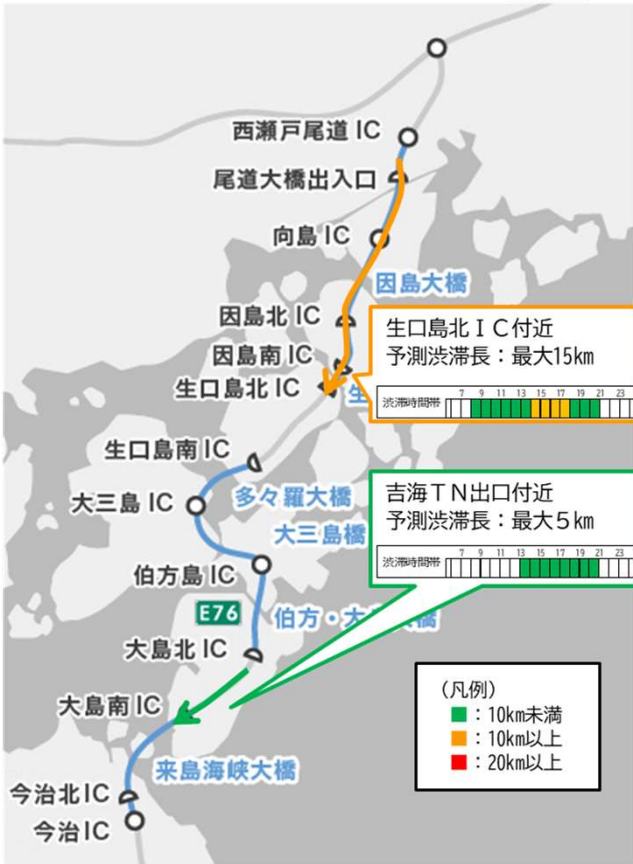 西瀬戸尾道 IC
尾道大橋出入口
向島 IC
因島大橋
因島北 IC
生口島北ＩＣ付近
予測渋滞長：最大15km
因島南 IC
生口島北 IC
生
渋滞時間帯
7 9 11 13 15 17 19 21 23
生口島南 IC
大三島 IC
多々羅大橋
吉海ＴＮ出口付近
予測渋滞長：最大５km
大三島橋
渋滞時間帯
7 9 11 13 15 17 19 21 23
伯方島 IC
E76
伯方・大
橋
大島北 IC
（凡例）
：10km未満
：10km以上
：20km以上
大島南 IC
来島海峡大橋
今治北 IC
今治 IC